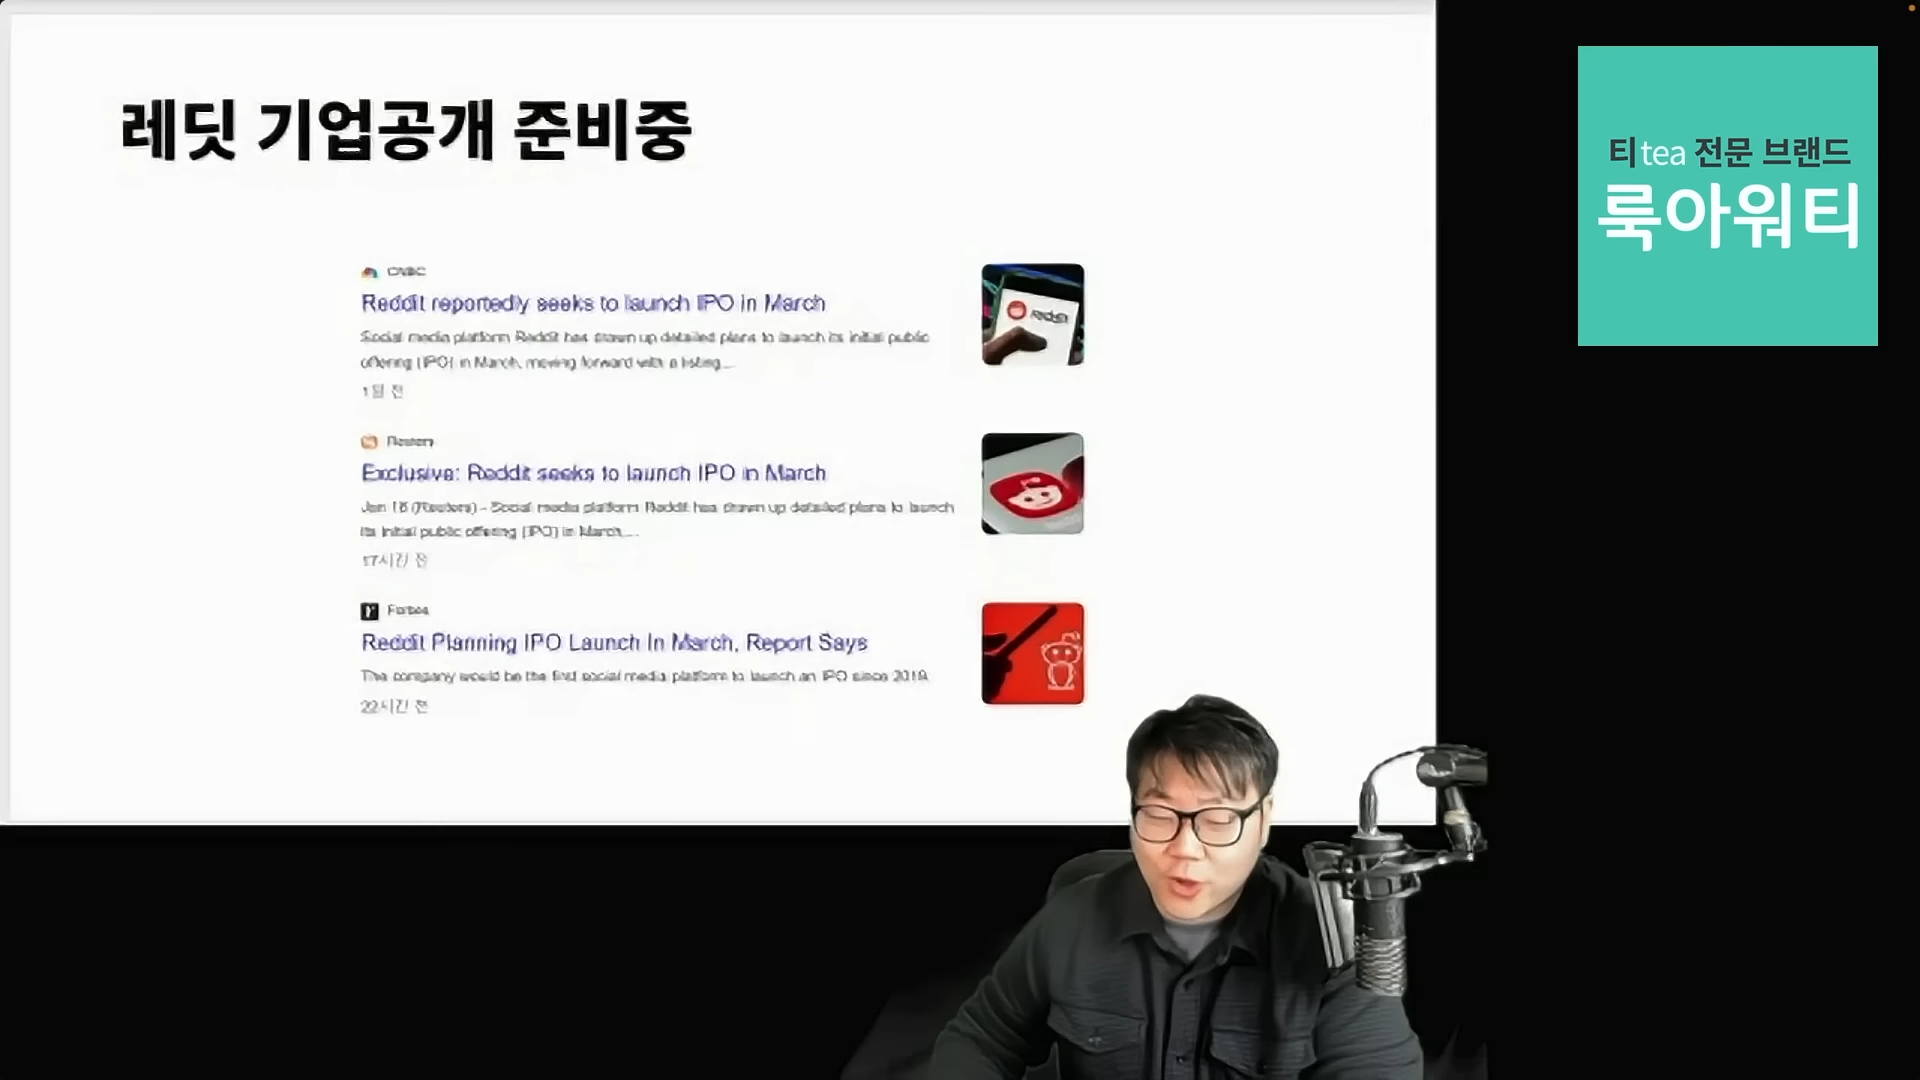 레딧 기업공개 준비중
티tea 전문 브랜드
룩아워티
CNBC
Reddit reportedly seeks to launch IPO in March
Social media platform Reddit has drawn up detailed plans to launch its initial public
offering (IPO) in March, moving forward with a listing...
1일 전
Reuters
Exclusive: Reddit seeks to launch IPO in March
Jan 18 (Reuters) - Social media platform Reddit has drawn up detailed plans to launch
its initial public offering (IPO) in March,...
17시간 전
Forbes
Reddit Planning IPO Launch In March, Report Says
The company would be the first social media platform to launch an IPO since 2019.
22시간 전
reddit